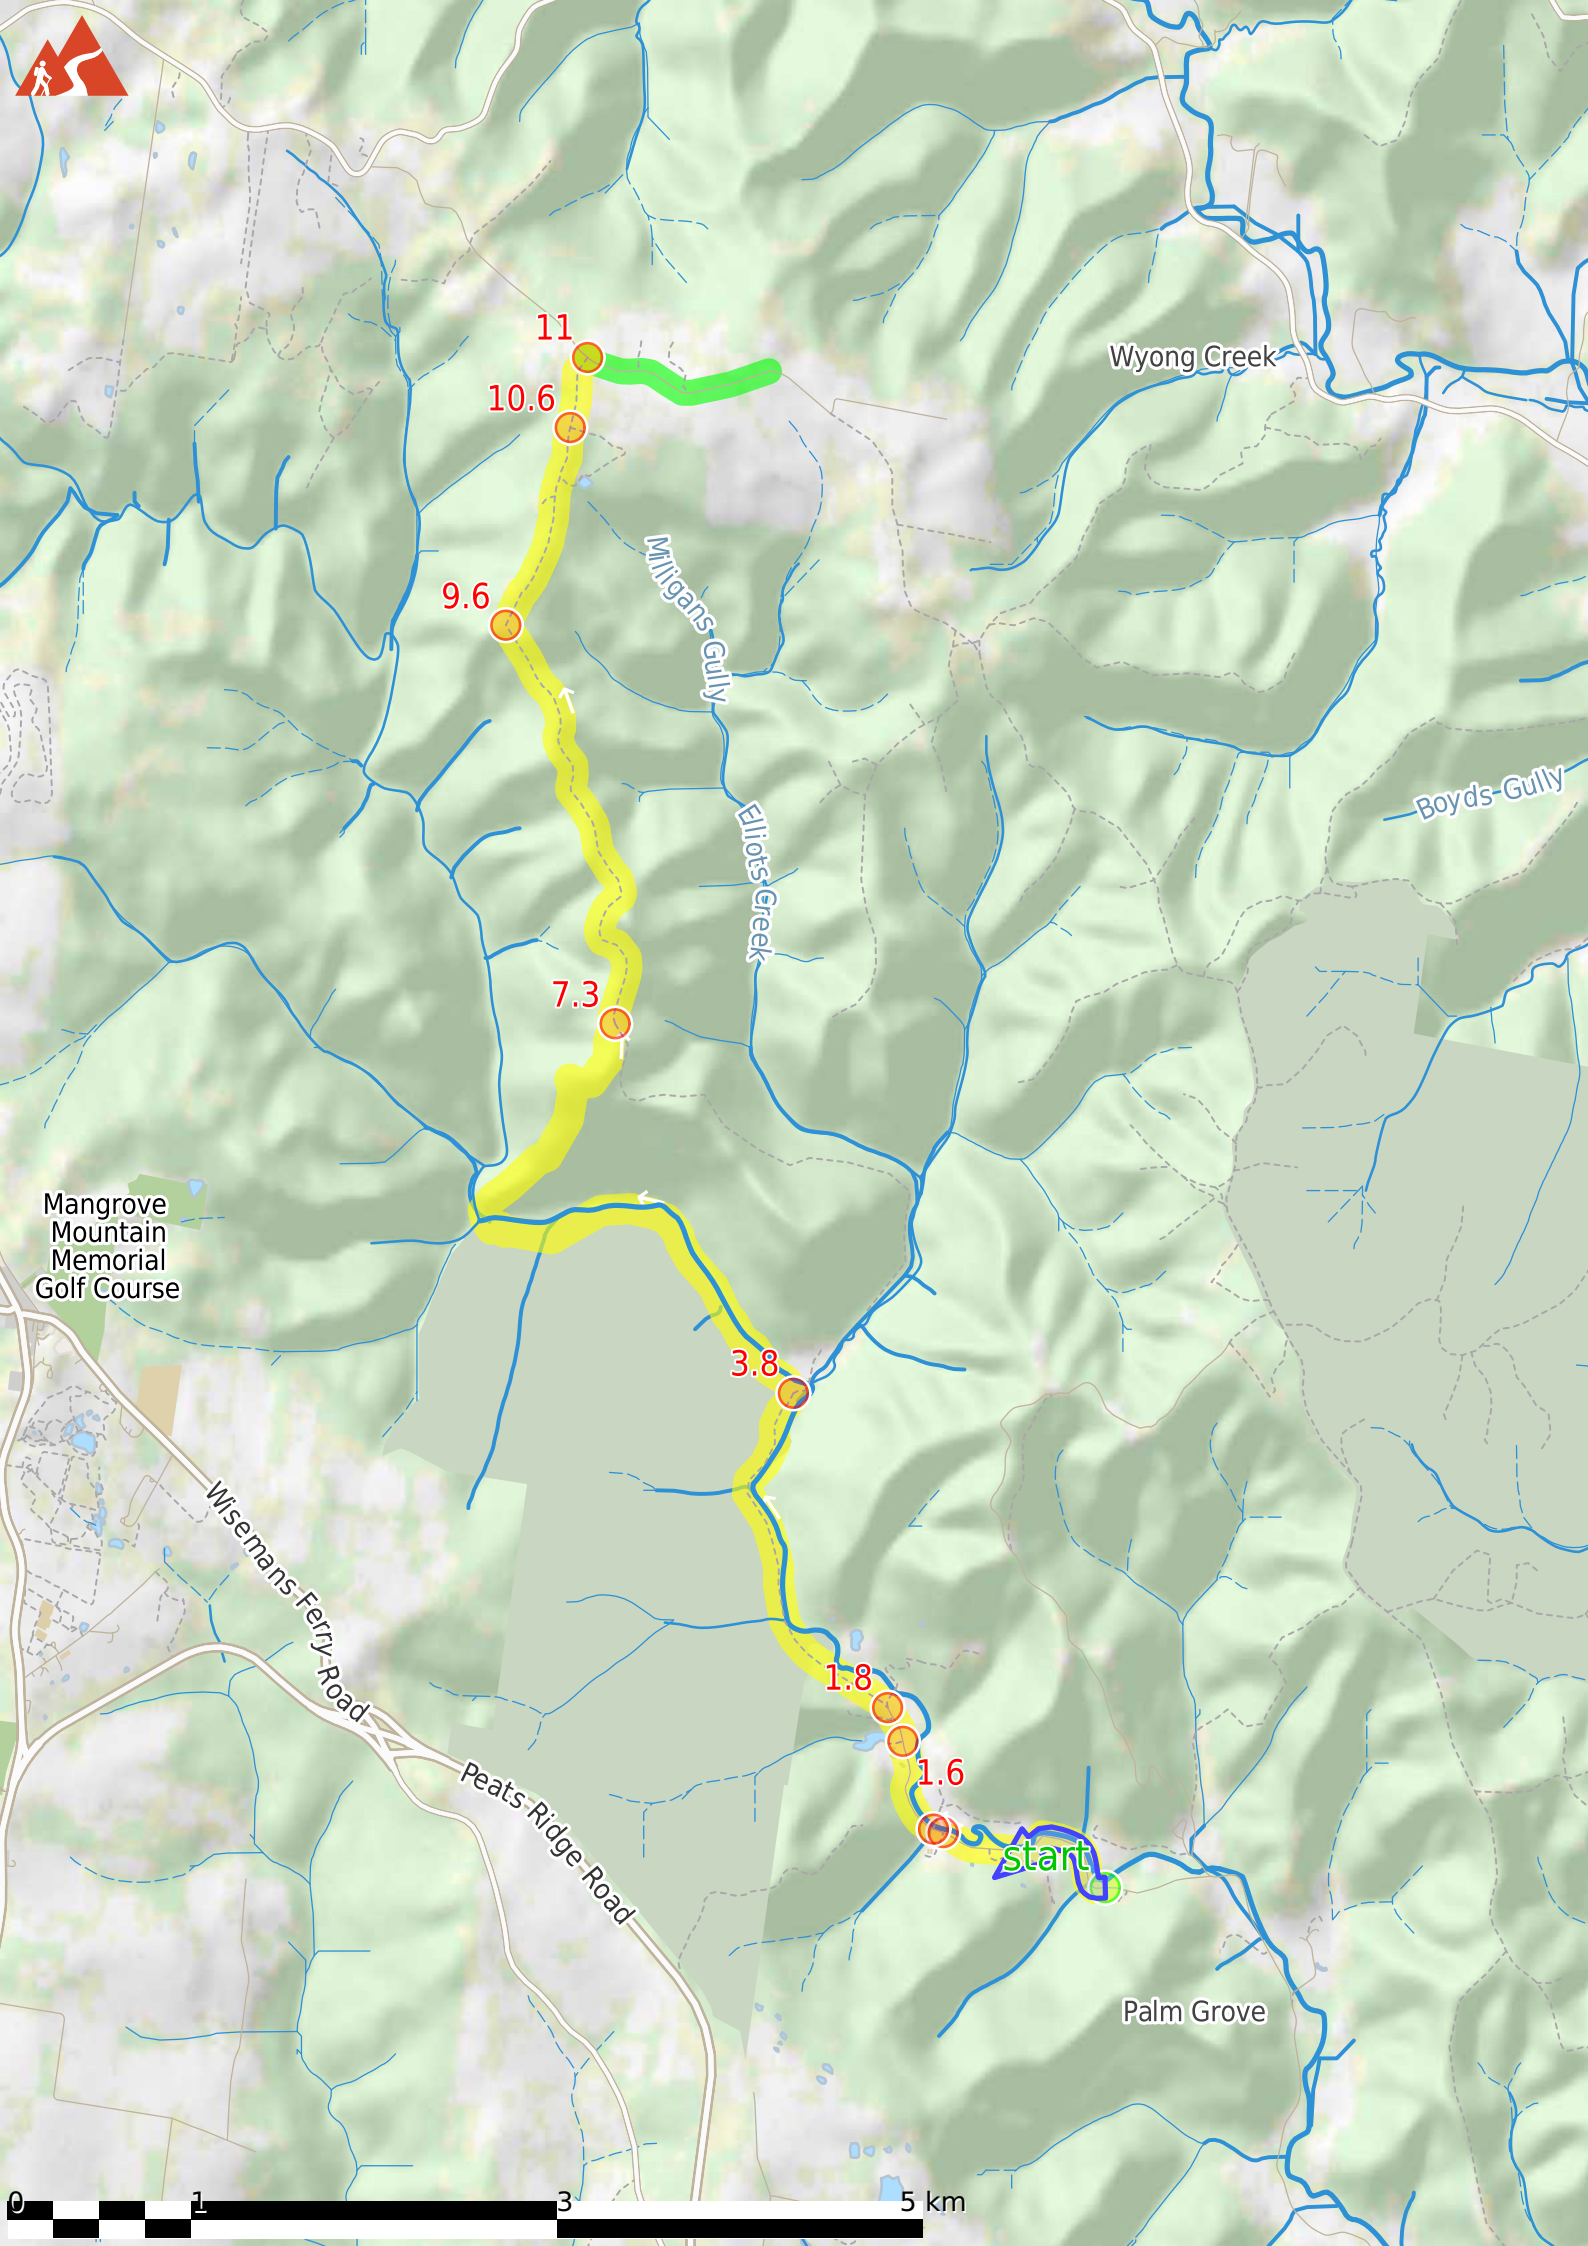 11
10.6
Wyong Creek
9.6
Milligans Gully
Boyds Gully
Elliots Creek
7.3
Mangrove
Mountain
Memorial
Golf Course
3.8
Wisemans Ferry Road
1.8
1.6
Peats Ridge Road
start
Palm Grove
0 1 3 5 km